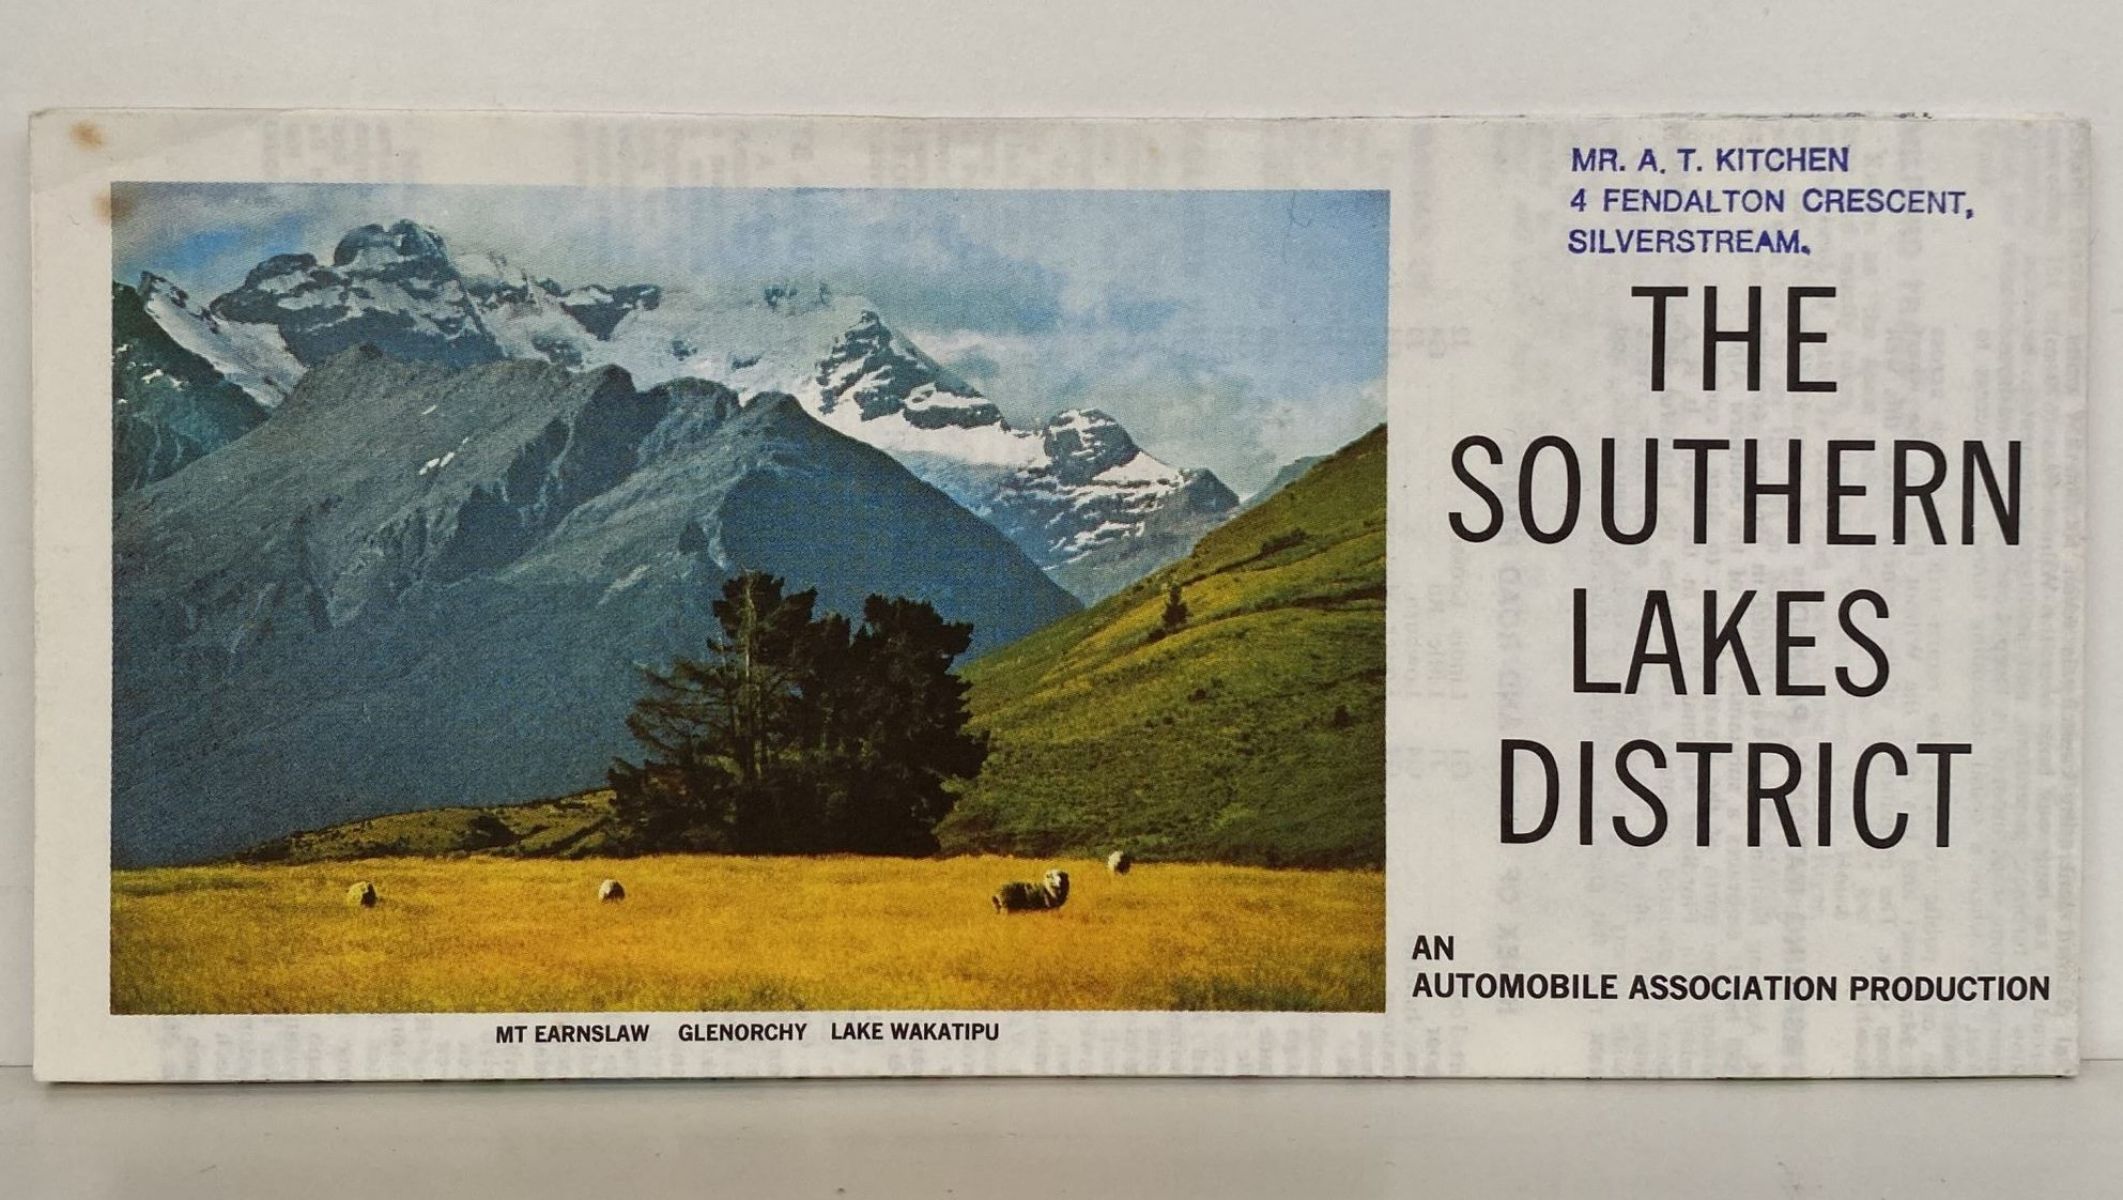 MR. A. T. KITCHEN
4 FENDALTON CRESCENT,
SILVERSTREAM.
THE
SOUTHERN
LAKES
DISTRICT
AN
AUTOMOBILE ASSOCIATION PRODUCTION
MT EARNSLAW GLENORCHY LAKE WAKATIPU